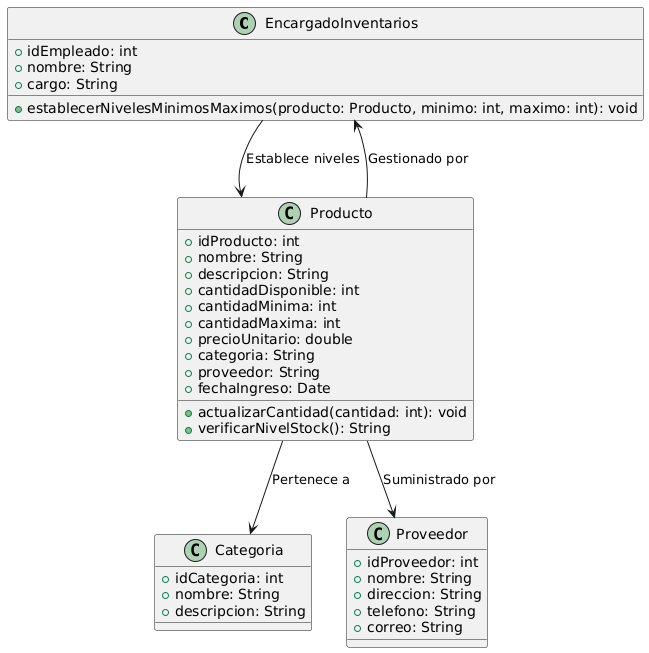 C EncargadoInventarios
idEmpleado: int
nombre: String
cargo: String
establecerNivelesMinimosMaximos(producto: Producto, minimo: int, maximo: int): void
Establece niveles
Gestionado por
C Producto
idProducto: int
nombre: String
descripcion: String
cantidadDisponible: int
cantidadMinima: int
cantidadMaxima: int
precioUnitario: double
categoria: String
proveedor: String
fechaIngreso: Date
actualizarCantidad(cantidad: int): void
verificarNivelStock(): String
Pertenece a
Suministrado por
C Categoria
idCategoria: int
nombre: String
descripcion: String
C Proveedor
idProveedor: int
nombre: String
direccion: String
telefono: String
correo: String